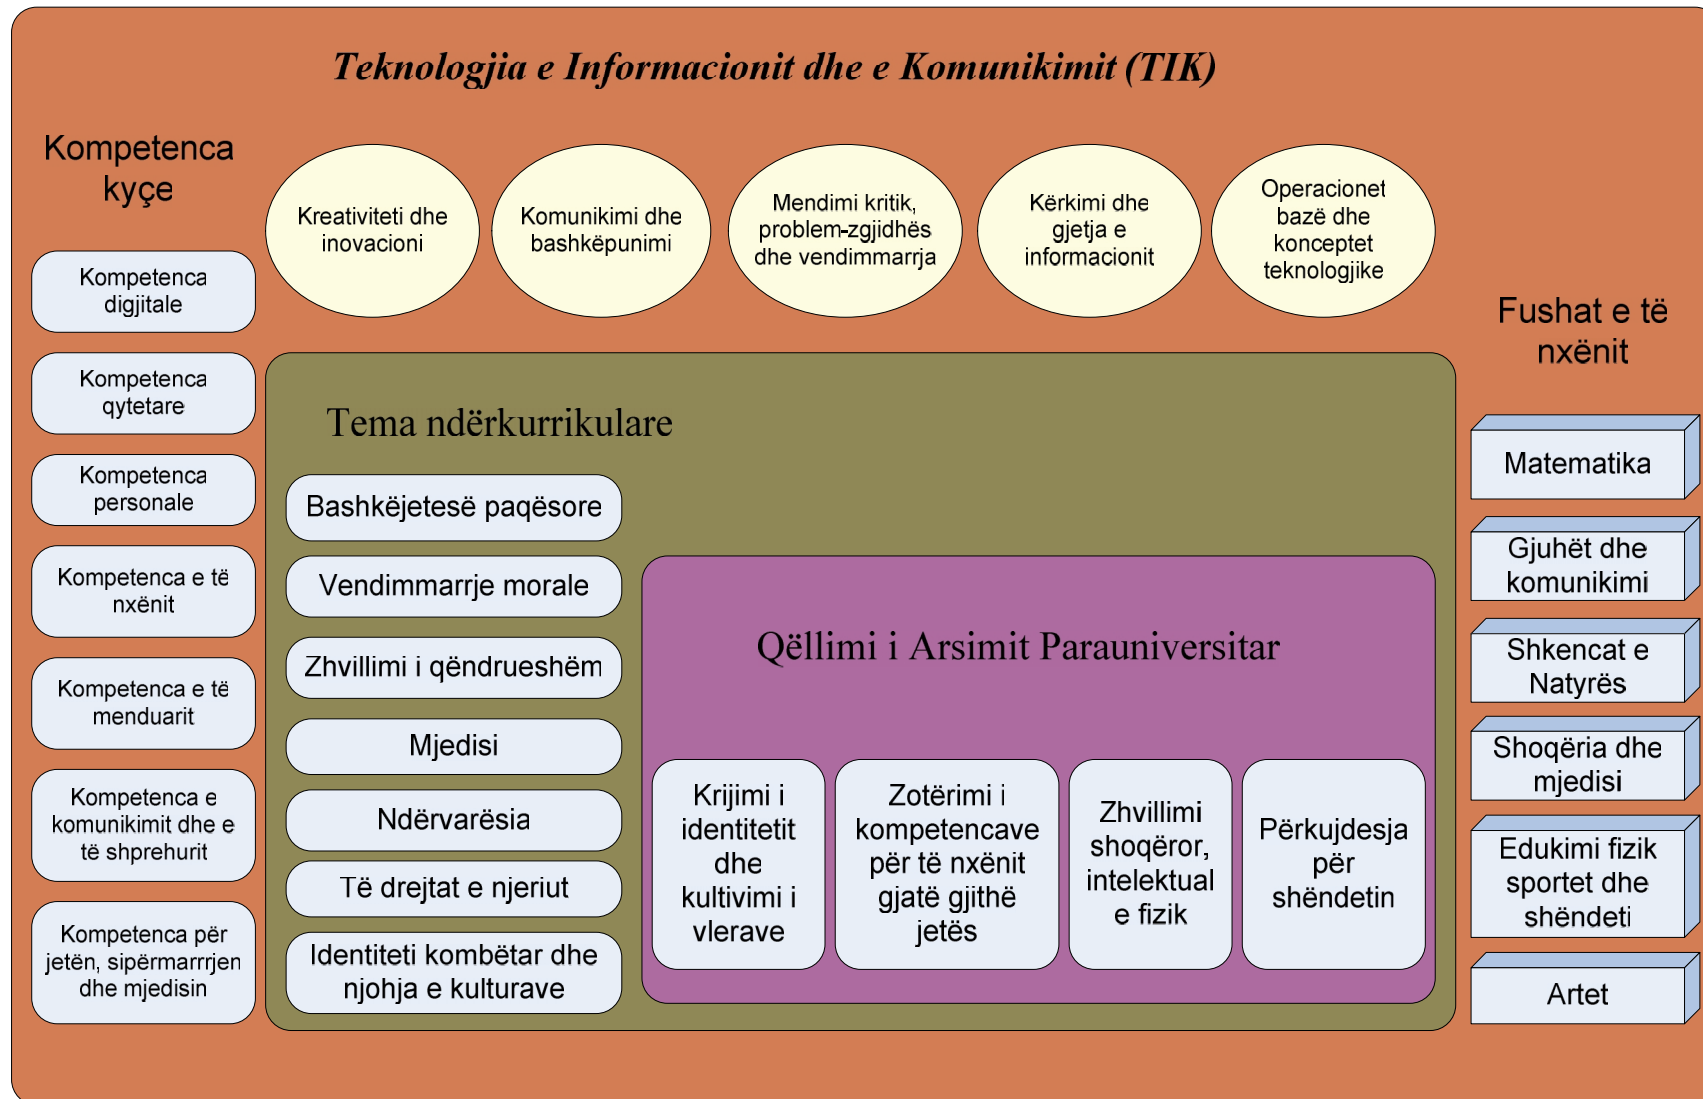 Teknologjia e Informacionit dhe e Komunikimit (TIK)
Kompetenca
kyçe
Kompetenca
digjitale
Kompetenca
qytetare
Kompetenca
personale
Kompetenca e të
nxënit
Kompetenca e të
menduarit
Kompetenca e
komunikimit dhe e
të shprehurit
Kompetenca për
jetën, sipërmarrrjen
dhe mjedisin
Kreativiteti dhe
inovacioni
Komunikimi dhe
bashkëpunimi
Mendimi kritik,
problem-zgjidhës
dhe vendimmarrja
Kërkimi dhe
gjetja e
informacionit
Operacionet
bazë dhe
konceptet
teknologjike
Tema ndërkurrikulare
Bashkëjetesë paqësore
Vendimmarrje morale
Zhvillimi i qëndrueshëm
Mjedisi
Ndërvarësia
Të drejtat e njeriut
Identiteti kombëtar dhe
njohja e kulturave
Qëllimi i Arsimit Parauniversitar
Krijimi i
identitetit
dhe
kultivimi i
vlerave
Zotërimi i
kompetencave
për të nxënit
gjatë gjithë
jetës
Zhvillimi
shoqëror,
intelektual
e fizik
Përkujdesja
për
shëndetin
Fushat e të
nxënit
Matematika
Gjuhët dhe
komunikimi
Shkencat e
Natyrës
Shoqëria dhe
mjedisi
Edukimi fizik
sportet dhe
shëndeti
Artet